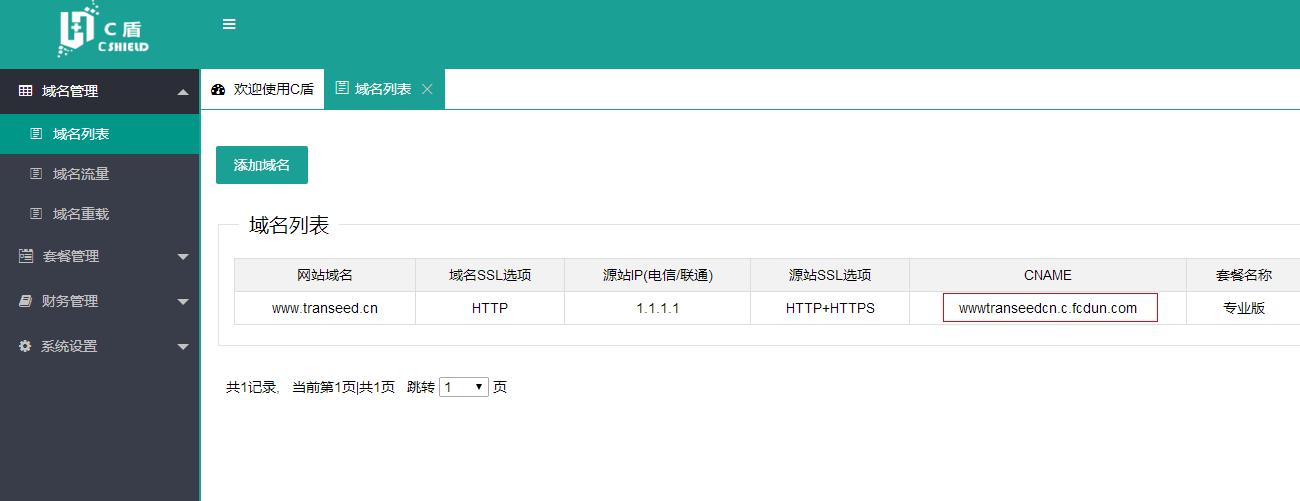 C盾
CSHIELD
域名管理
域名列表
域名流量
域名重载
套餐管理
财务管理
系统设置
欢迎使用C盾
域名列表
添加域名
域名列表
网站域名 域名SSL选项 源站IP(电信/联通) 源站SSL选项 CNAME 套餐名称
www.transeed.cn HTTP 1.1.1.1 HTTP+HTTPS wwwtranseedcn.c.fcdun.com 专业版
共1记录, 当前第1页|共1页 跳转 1 页